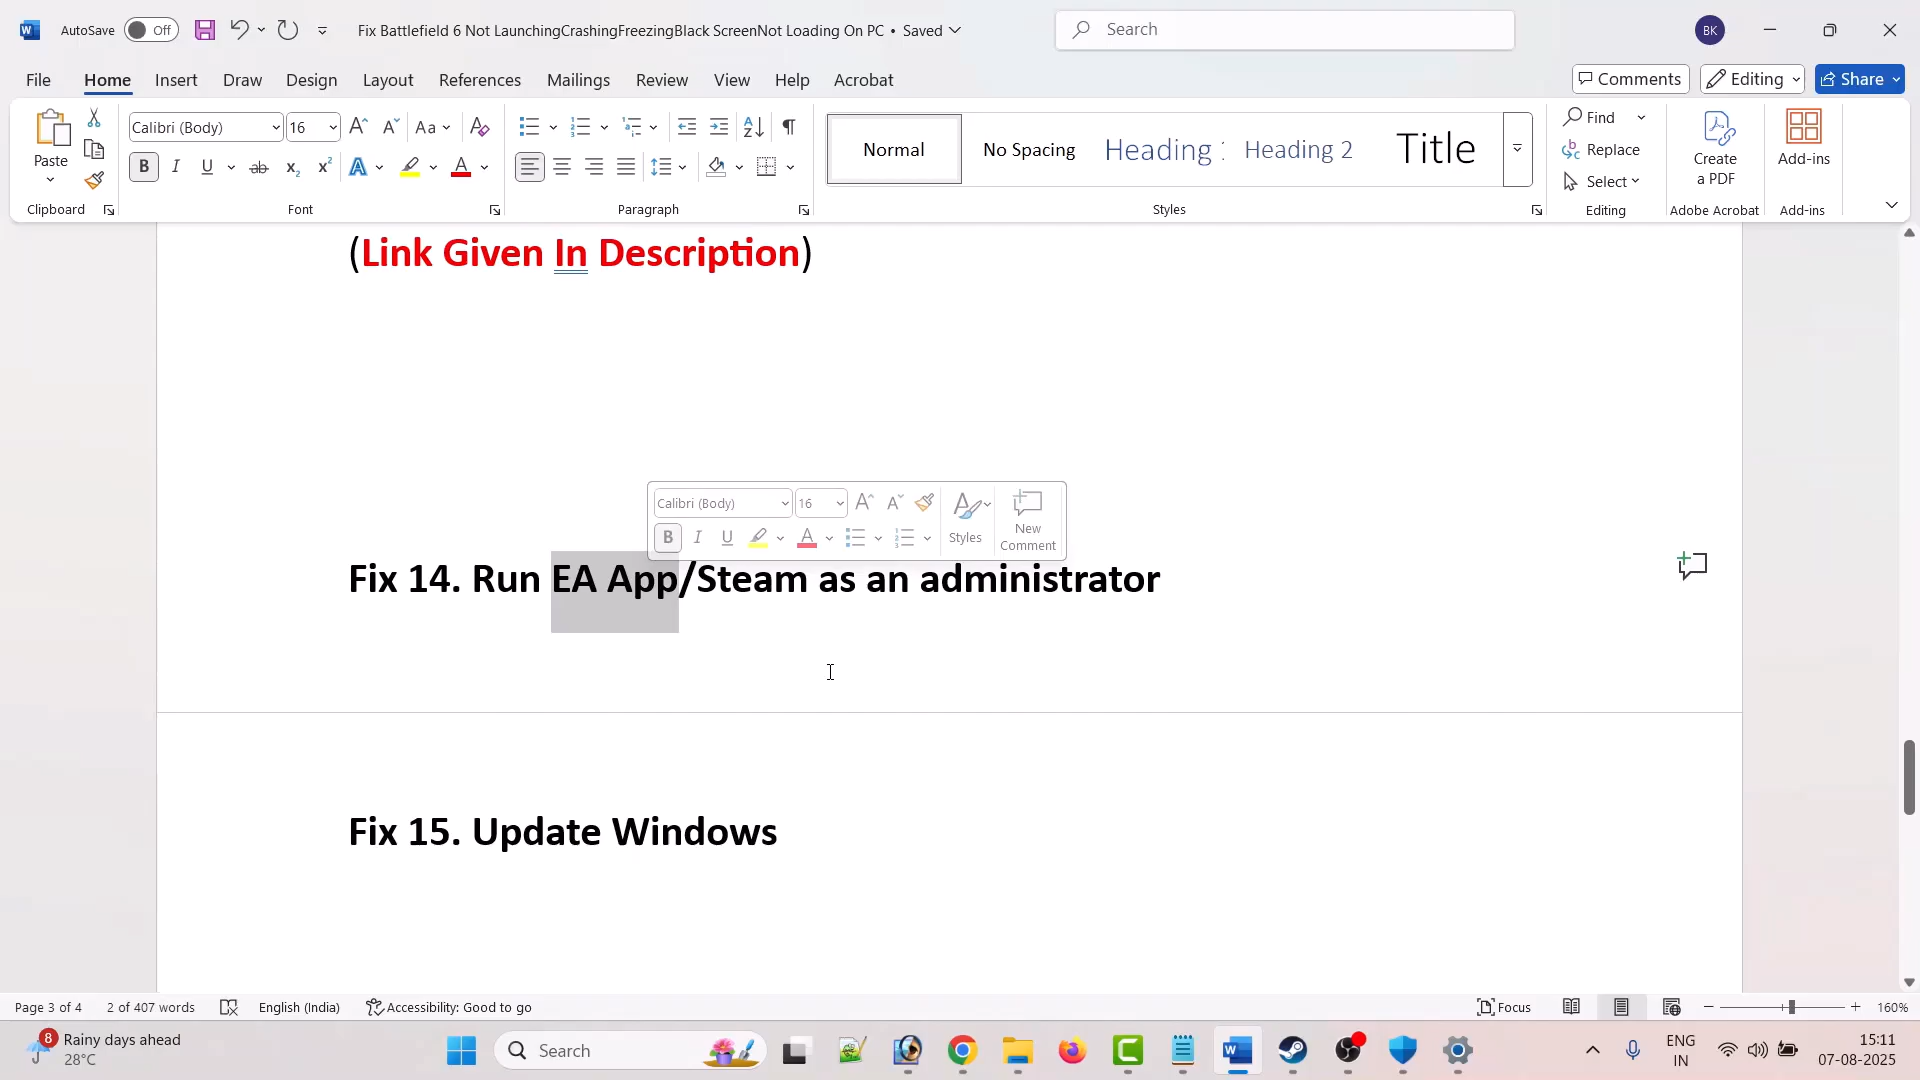 AutoSave Off Fix Battlefield 6 Not LaunchingCrashingFreezingBlack ScreenNot Loading On PC • Saved Search BK
File Home Insert Draw Design Layout References Mailings Review View Help Acrobat Comments Editing Share
Paste Calibri (Body) 16 Aa Normal No Spacing Heading Heading 2 Title Find Replace Select Create a PDF Add-ins
B I U ab x₂ x² A A
Clipboard Font Paragraph Styles Editing Adobe Acrobat Add-ins
(Link Given In Description)
Calibri (Body) 16 Styles New Comment
B I U A
Fix 14. Run EA App/Steam as an administrator
Fix 15. Update Windows
Page 3 of 4 2 of 407 words English (India) Accessibility: Good to go Focus 160%
8 Rainy days ahead
28°C
Search
ENG
IN
15:11
07-08-2025